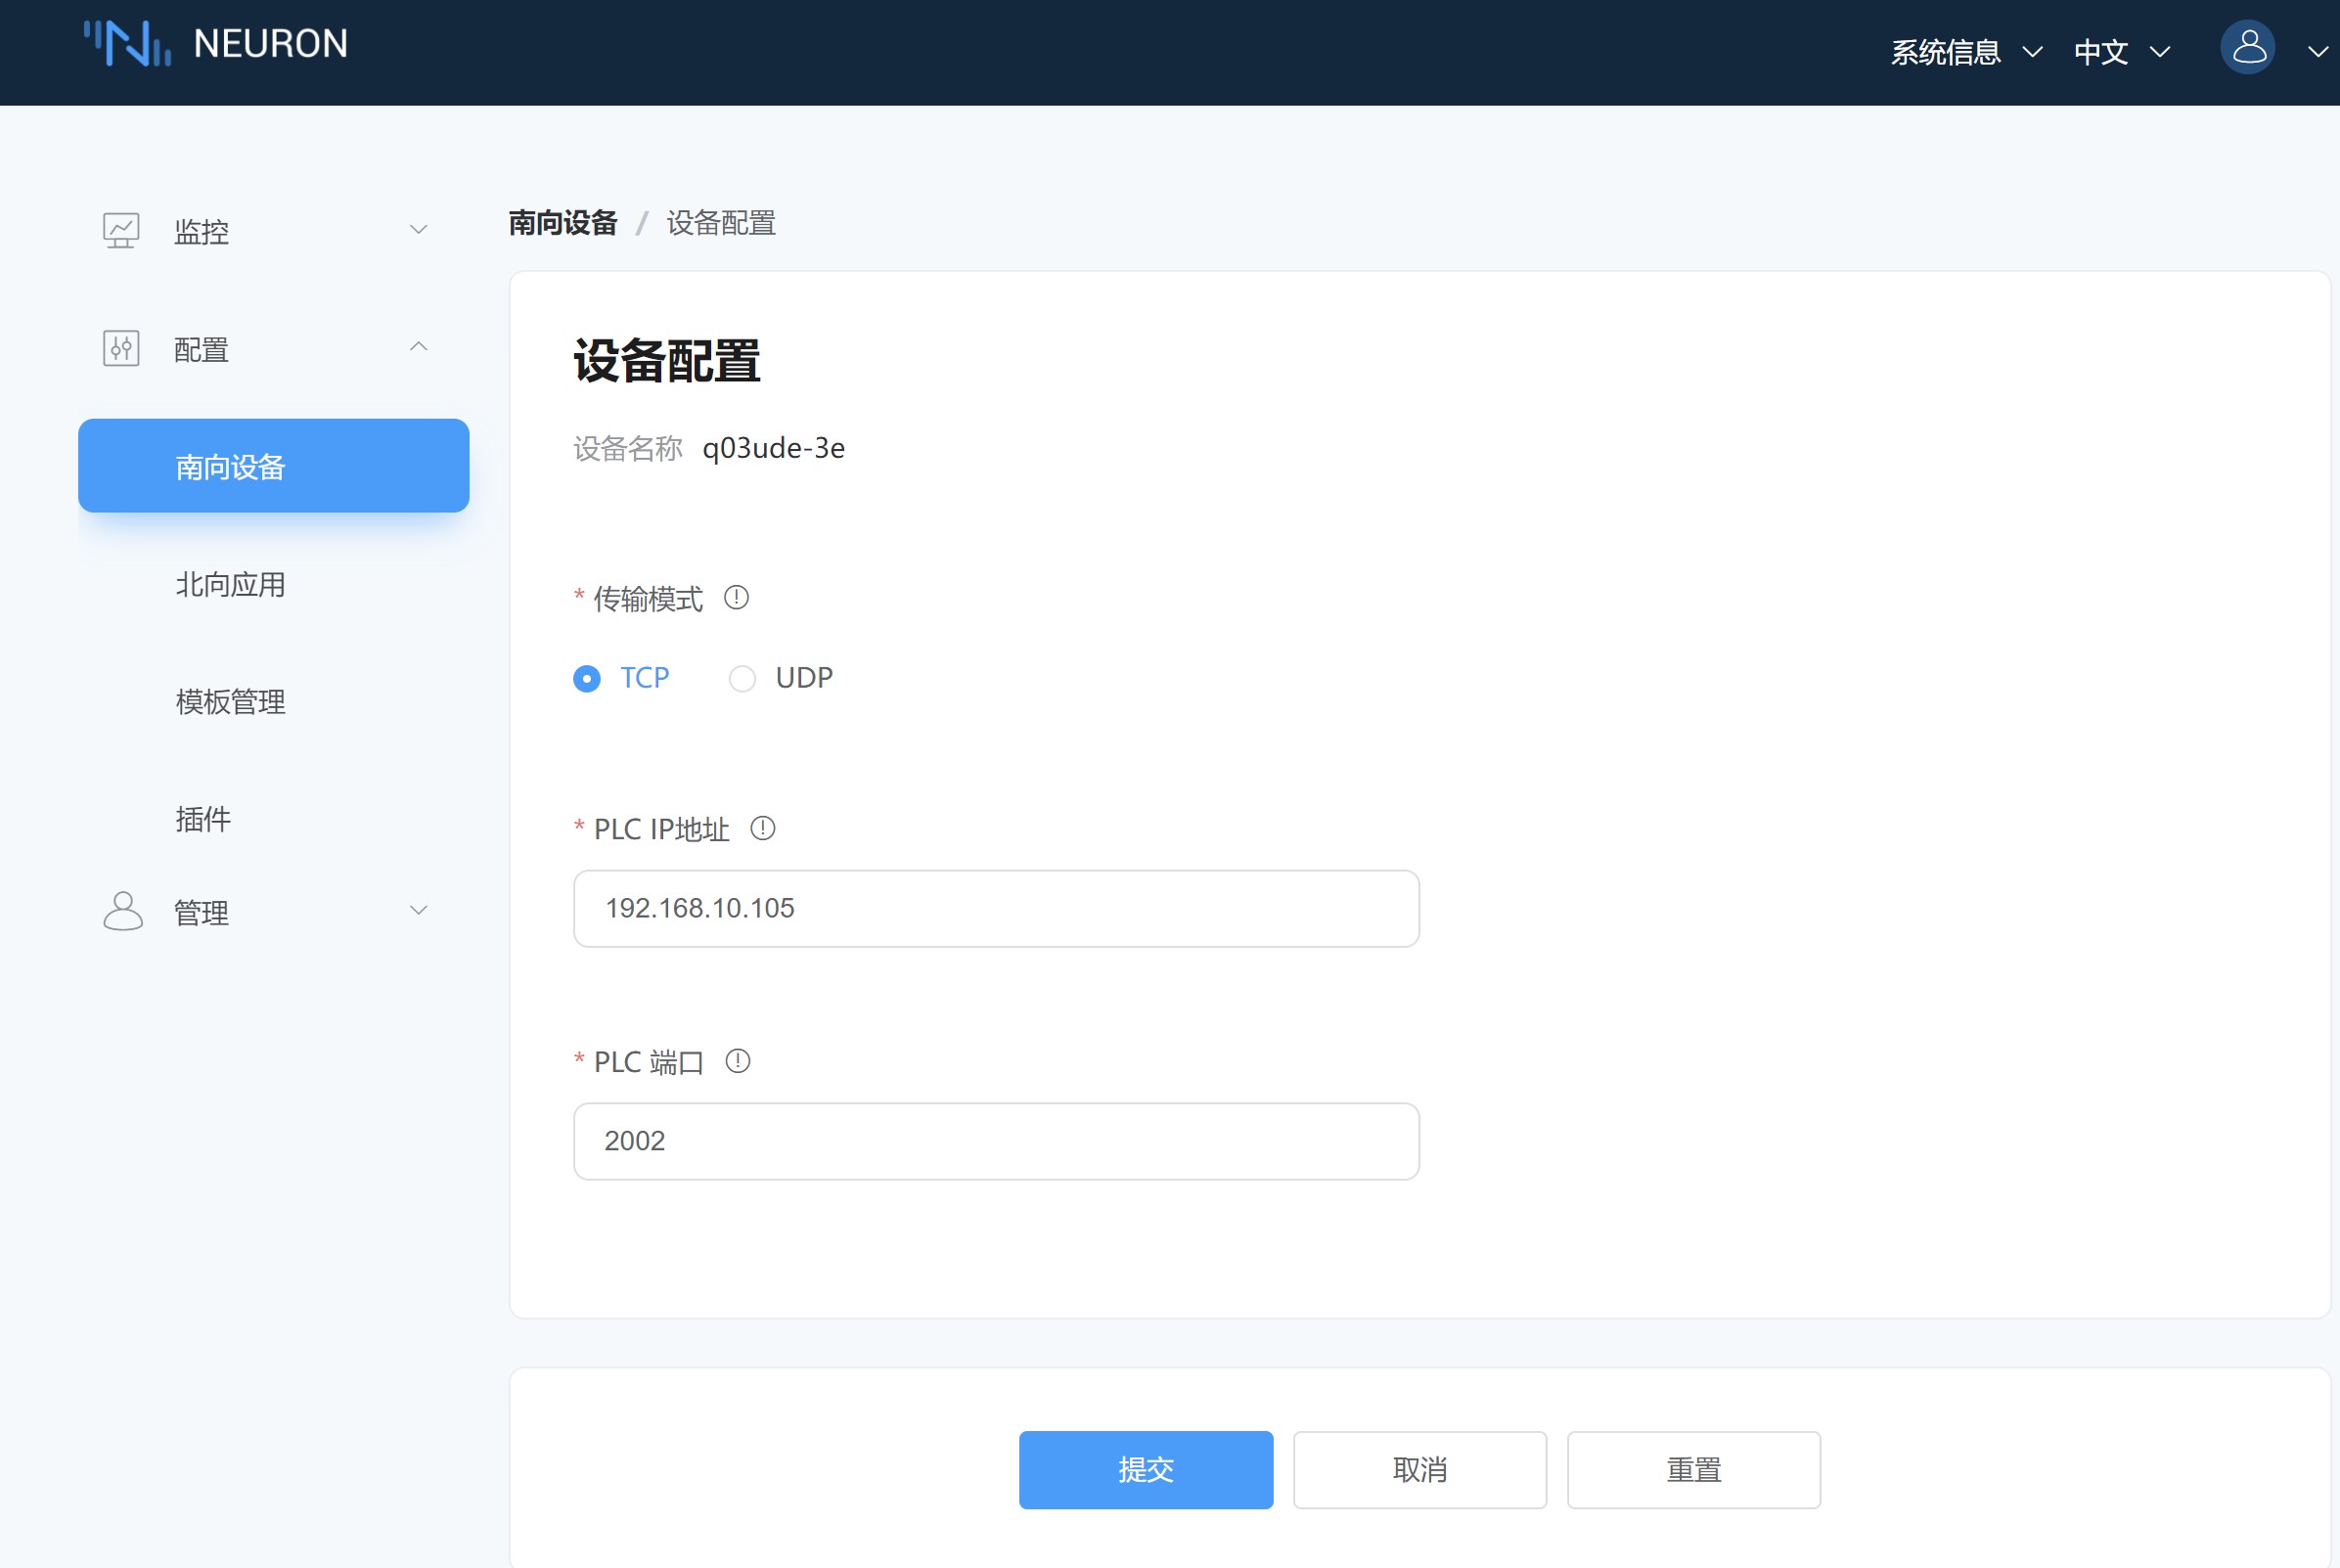 NEURON
系统信息
中文
监控
配置
南向设备
北向应用
模板管理
插件
管理
南向设备 / 设备配置
设备配置
设备名称 q03ude-3e
* 传输模式
TCP UDP
* PLC IP地址
192.168.10.105
* PLC 端口
2002
提交 取消 重置